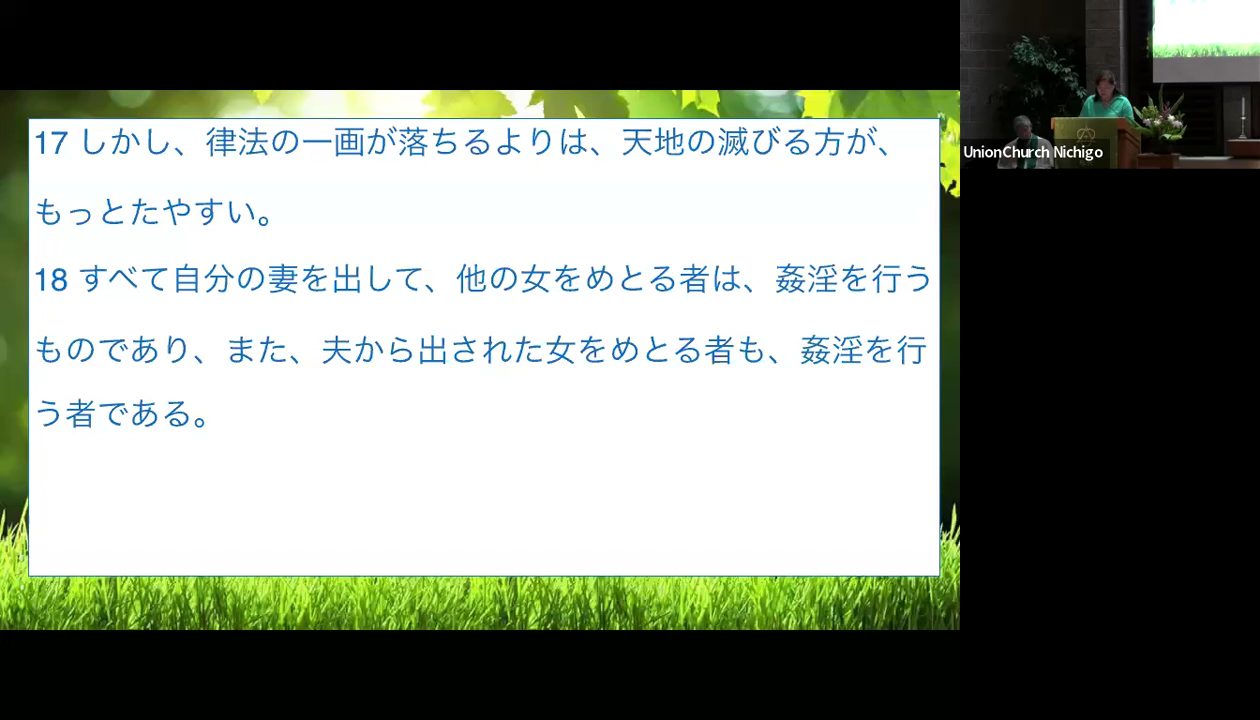 17 しかし、律法の一画が落ちるよりは、天地の滅びる方が、
もっとたやすい。
18 すべて自分の妻を出して、他の女をめとる者は、姦淫を行う
ものであり、また、夫から出された女をめとる者も、姦淫を行
う者である。
UnionChurch Nichigo